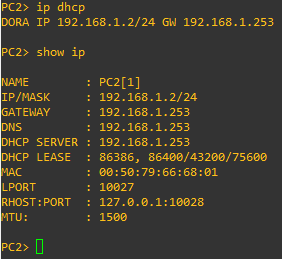 PC2> ip dhcp
DORA IP 192.168.1.2/24 GW 192.168.1.253
PC2> show ip
NAME        : PC2[1]
IP/MASK     : 192.168.1.2/24
GATEWAY     : 192.168.1.253
DNS         : 192.168.1.253
DHCP SERVER : 192.168.1.253
DHCP LEASE  : 86386, 86400/43200/75600
MAC         : 00:50:79:66:68:01
LPORT       : 10027
RHOST:PORT  : 127.0.0.1:10028
MTU:        : 1500
PC2>